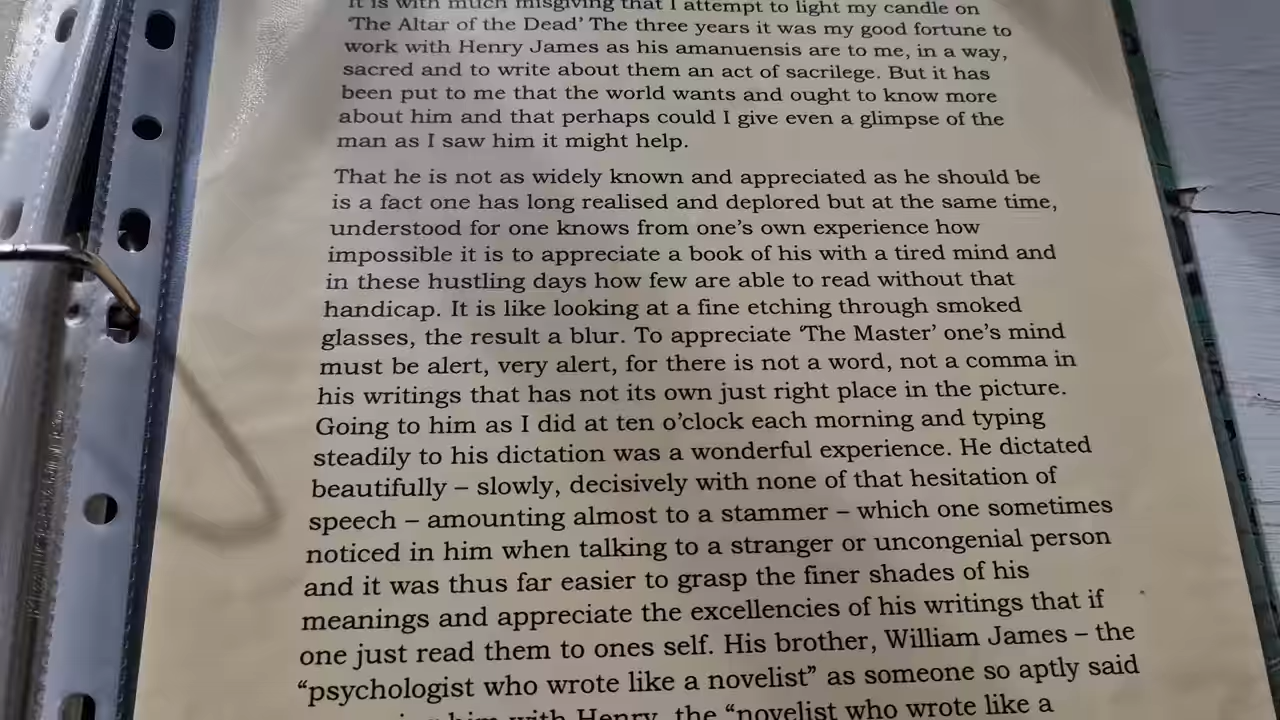 It is with much misgiving that I attempt to light my candle on
‘The Altar of the Dead’ The three years it was my good fortune to
work with Henry James as his amanuensis are to me, in a way,
sacred and to write about them an act of sacrilege. But it has
been put to me that the world wants and ought to know more
about him and that perhaps could I give even a glimpse of the
man as I saw him it might help.
That he is not as widely known and appreciated as he should be
is a fact one has long realised and deplored but at the same time,
understood for one knows from one’s own experience how
impossible it is to appreciate a book of his with a tired mind and
in these hustling days how few are able to read without that
handicap. It is like looking at a fine etching through smoked
glasses, the result a blur. To appreciate ‘The Master’ one’s mind
must be alert, very alert, for there is not a word, not a comma in
his writings that has not its own just right place in the picture.
Going to him as I did at ten o’clock each morning and typing
steadily to his dictation was a wonderful experience. He dictated
beautifully – slowly, decisively with none of that hesitation of
speech – amounting almost to a stammer – which one sometimes
noticed in him when talking to a stranger or uncongenial person
and it was thus far easier to grasp the finer shades of his
meanings and appreciate the excellencies of his writings that if
one just read them to ones self. His brother, William James – the
“psychologist who wrote like a novelist” as someone so aptly said
him with Henry, the “novelist who wrote like a